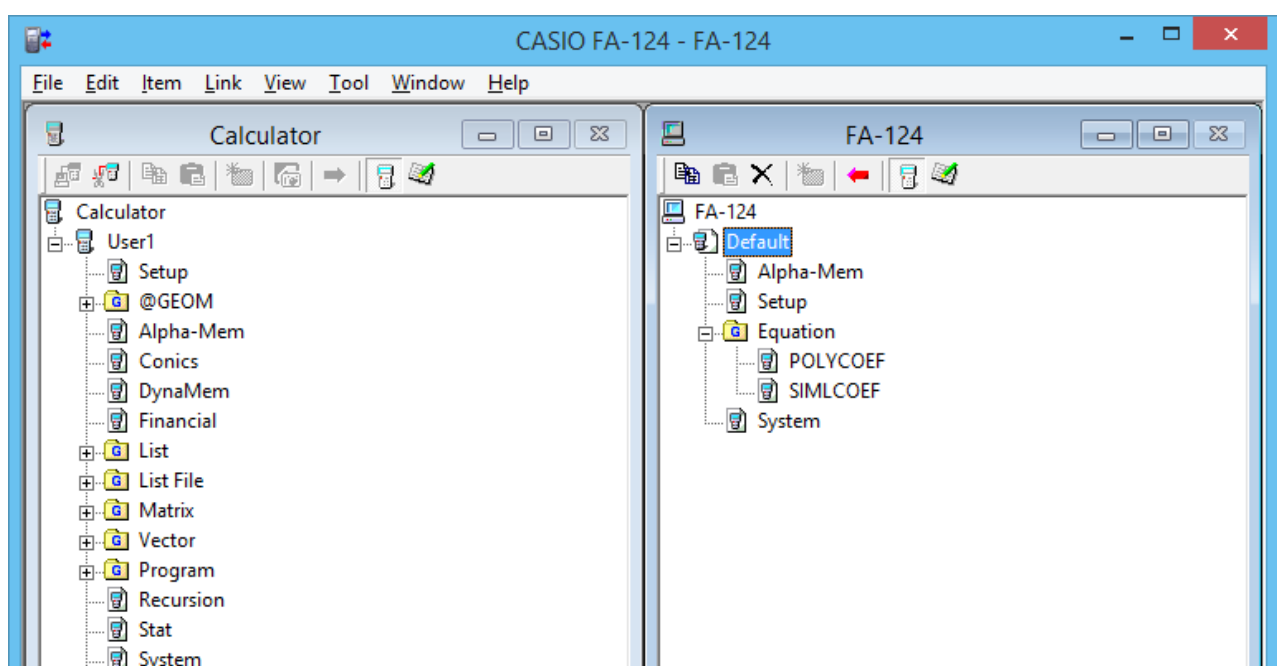 CASIO FA-124 - FA-124
File Edit Item Link View Tool Window Help
Calculator
Calculator
User1
Setup
@GEOM
Alpha-Mem
Conics
DynaMem
Financial
List
List File
Matrix
Vector
Program
Recursion
Stat
System
FA-124
FA-124
Default
Alpha-Mem
Setup
Equation
POLYCOEF
SIMLCOEF
System